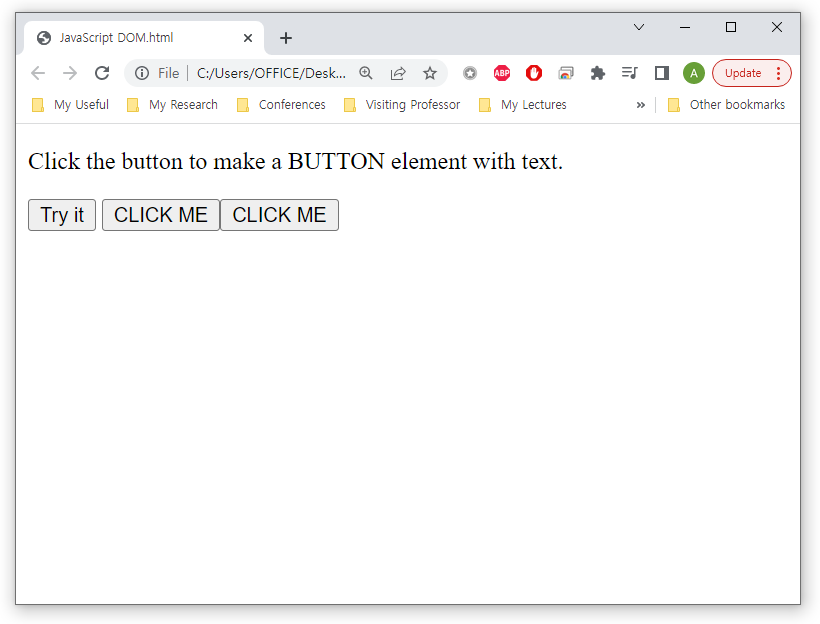 JavaScript DOM.html
File C:/Users/OFFICE/Desk... ABP A Update
My Useful My Research Conferences Visiting Professor My Lectures » Other bookmarks
Click the button to make a BUTTON element with text.
Try it CLICK ME CLICK ME